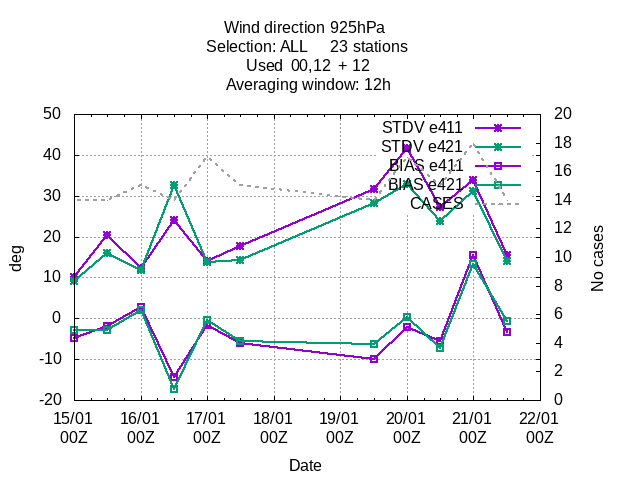 Wind direction 925hPa
Selection: ALL     23 stations
Used  00,12  + 12
Averaging window: 12h
50
40
30
20
10
0
-10
-20
deg
20
18
16
14
12
10
8
6
4
2
0
No cases
STDV e411
STDV e421
BIAS e411
BIAS e421
CASES
15/01 16/01 17/01 18/01 19/01 20/01 21/01 22/01
00Z 00Z 00Z 00Z 00Z 00Z 00Z 00Z
Date